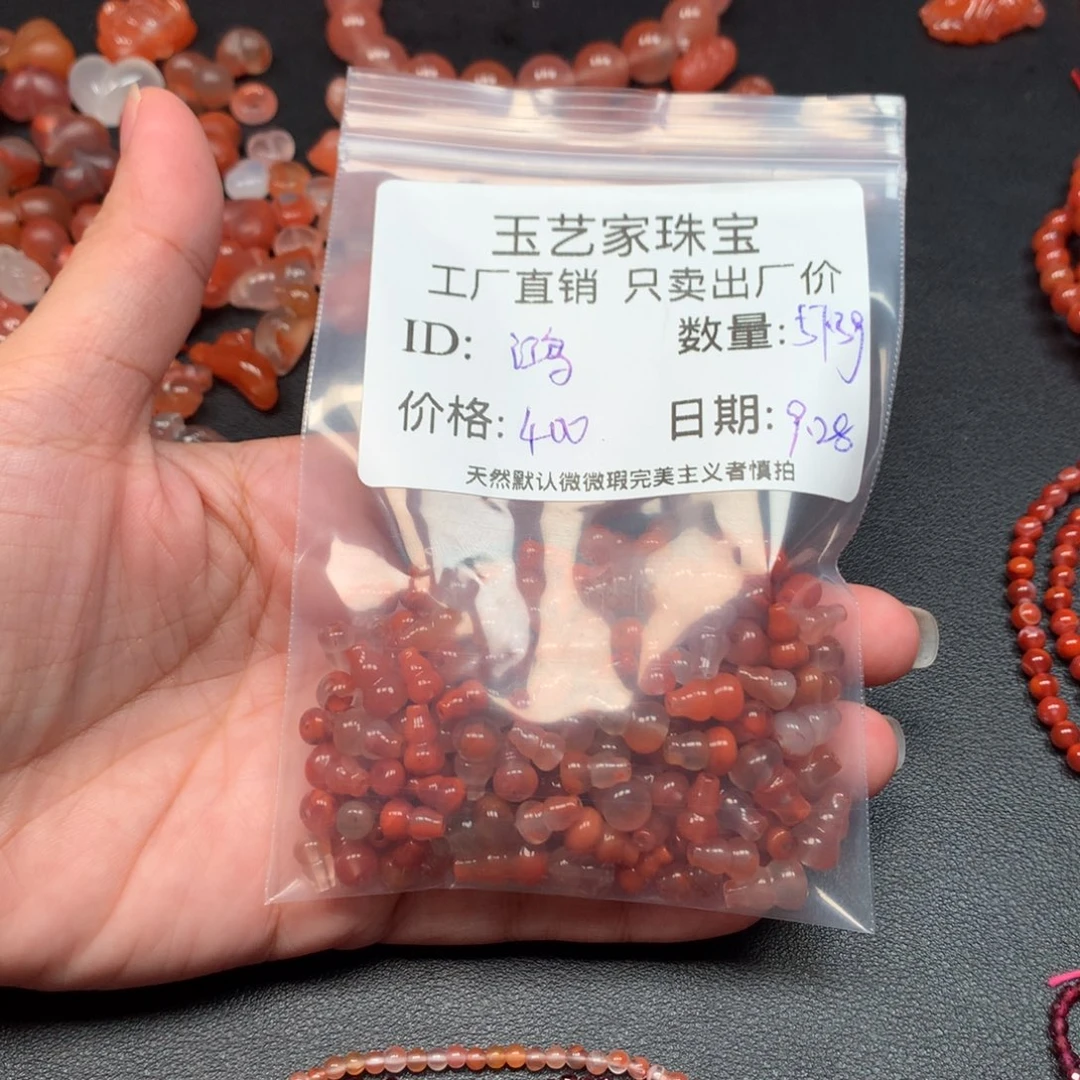 玉艺家珠宝
工厂直销 只卖出厂价
ID: 鸿 数量:
价格: 400 日期: 9.28
天然默认微微瑕完美主义者慎拍